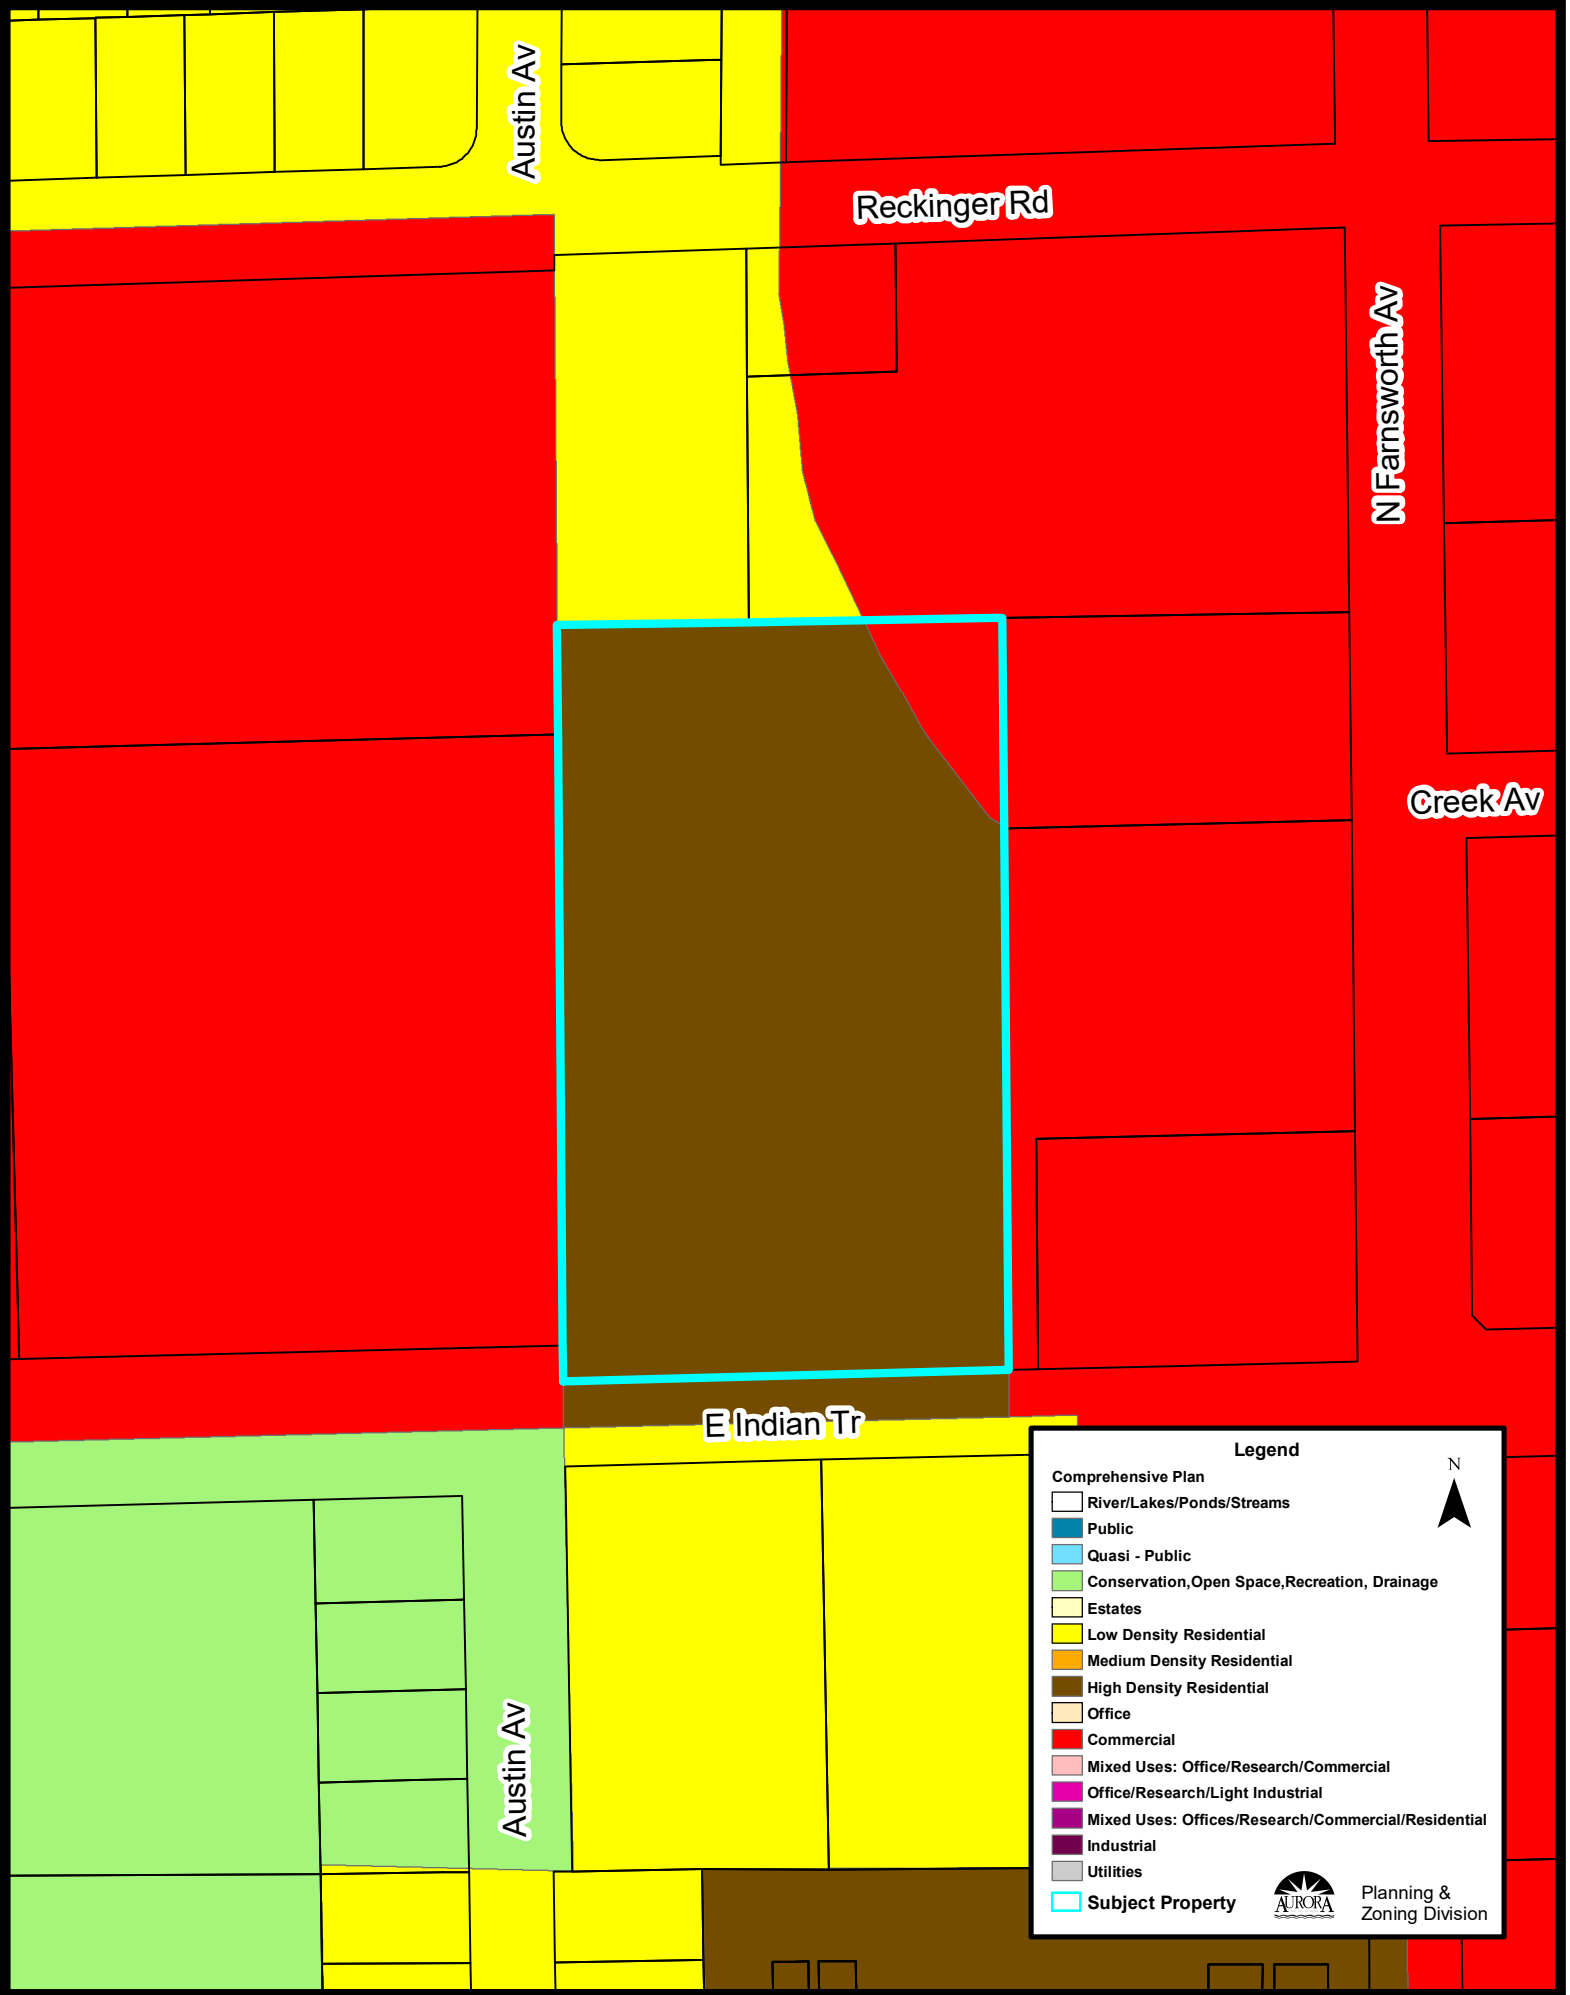 Austin Av
Reckinger Rd
N Farnsworth Av
Creek Av
E Indian Tr
Austin Av
Legend
N
Comprehensive Plan
River/Lakes/Ponds/Streams
Public
Quasi - Public
Conservation,Open Space,Recreation, Drainage
Estates
Low Density Residential
Medium Density Residential
High Density Residential
Office
Commercial
Mixed Uses: Office/Research/Commercial
Office/Research/Light Industrial
Mixed Uses: Offices/Research/Commercial/Residential
Industrial
Utilities
Subject Property
AURORA
Planning &
Zoning Division